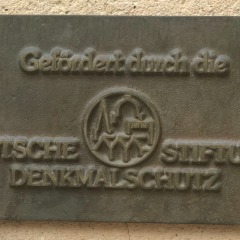 Gefördert durch die
TSCHE STIFTU
DENKMALSCHUTZ